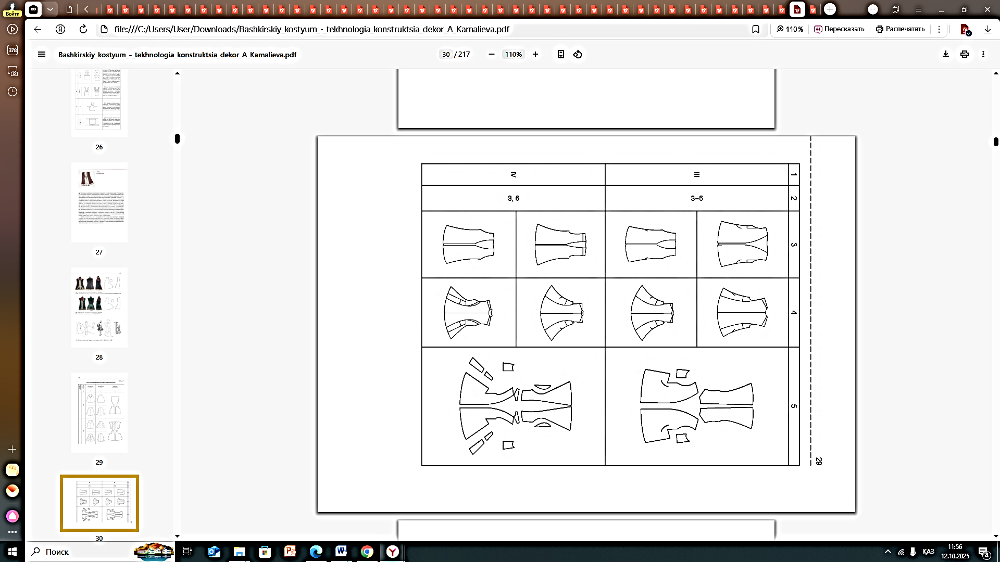 Войти
file:///C:/Users/User/Downloads/Bashkirskiy_kostyum_-_tekhnologia_konstruktsia_dekor_A_Kamalieva.pdf
110 %
Пересказать
Распечатать
378
Bashkirskiy_kostyum_-_tekhnologia_konstruktsia_dekor_A_Kamalieva.pdf
30 / 217
110%
26
27
28
29
30
IV
III
1
3, 6
3–6
2
3
4
5
29
Поиск
ҚАЗ
11:56
12.10.2025
4